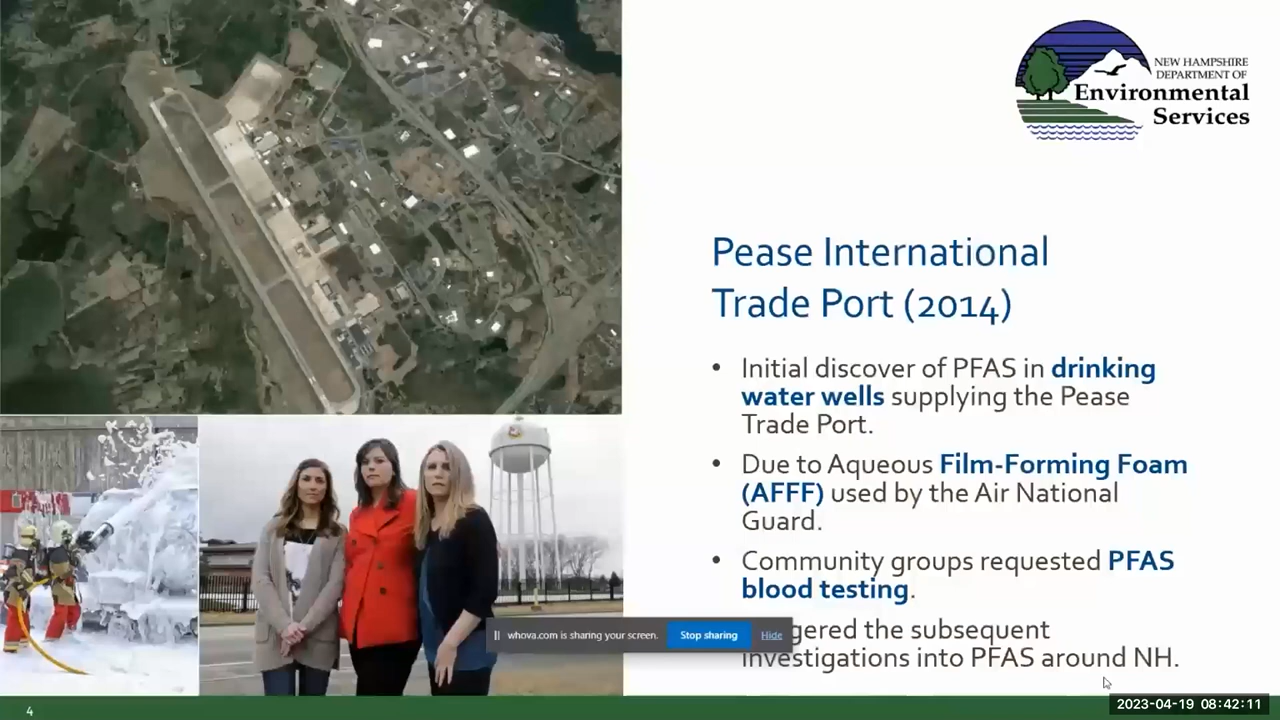 NEW HAMPSHIRE
DEPARTMENT OF
Environmental
Services
Pease International
Trade Port (2014)
• Initial discover of PFAS in drinking
water wells supplying the Pease
Trade Port.
• Due to Aqueous Film-Forming Foam
(AFFF) used by the Air National
Guard.
• Community groups requested PFAS
blood testing.
gered the subsequent
investigations into PFAS around NH.
whova.com is sharing your screen.
Stop sharing
Hide
4
2023-04-19 08:42:11